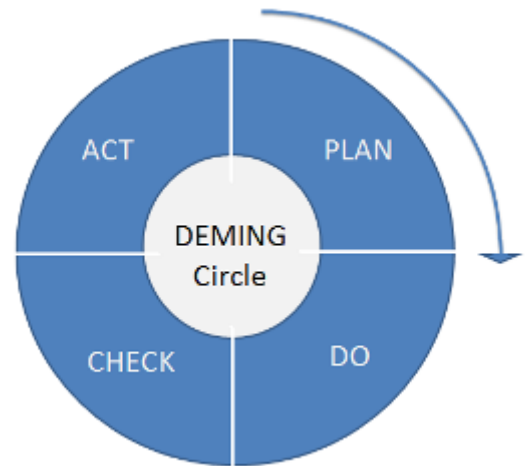 ACT
PLAN
DEMING
Circle
CHECK
DO